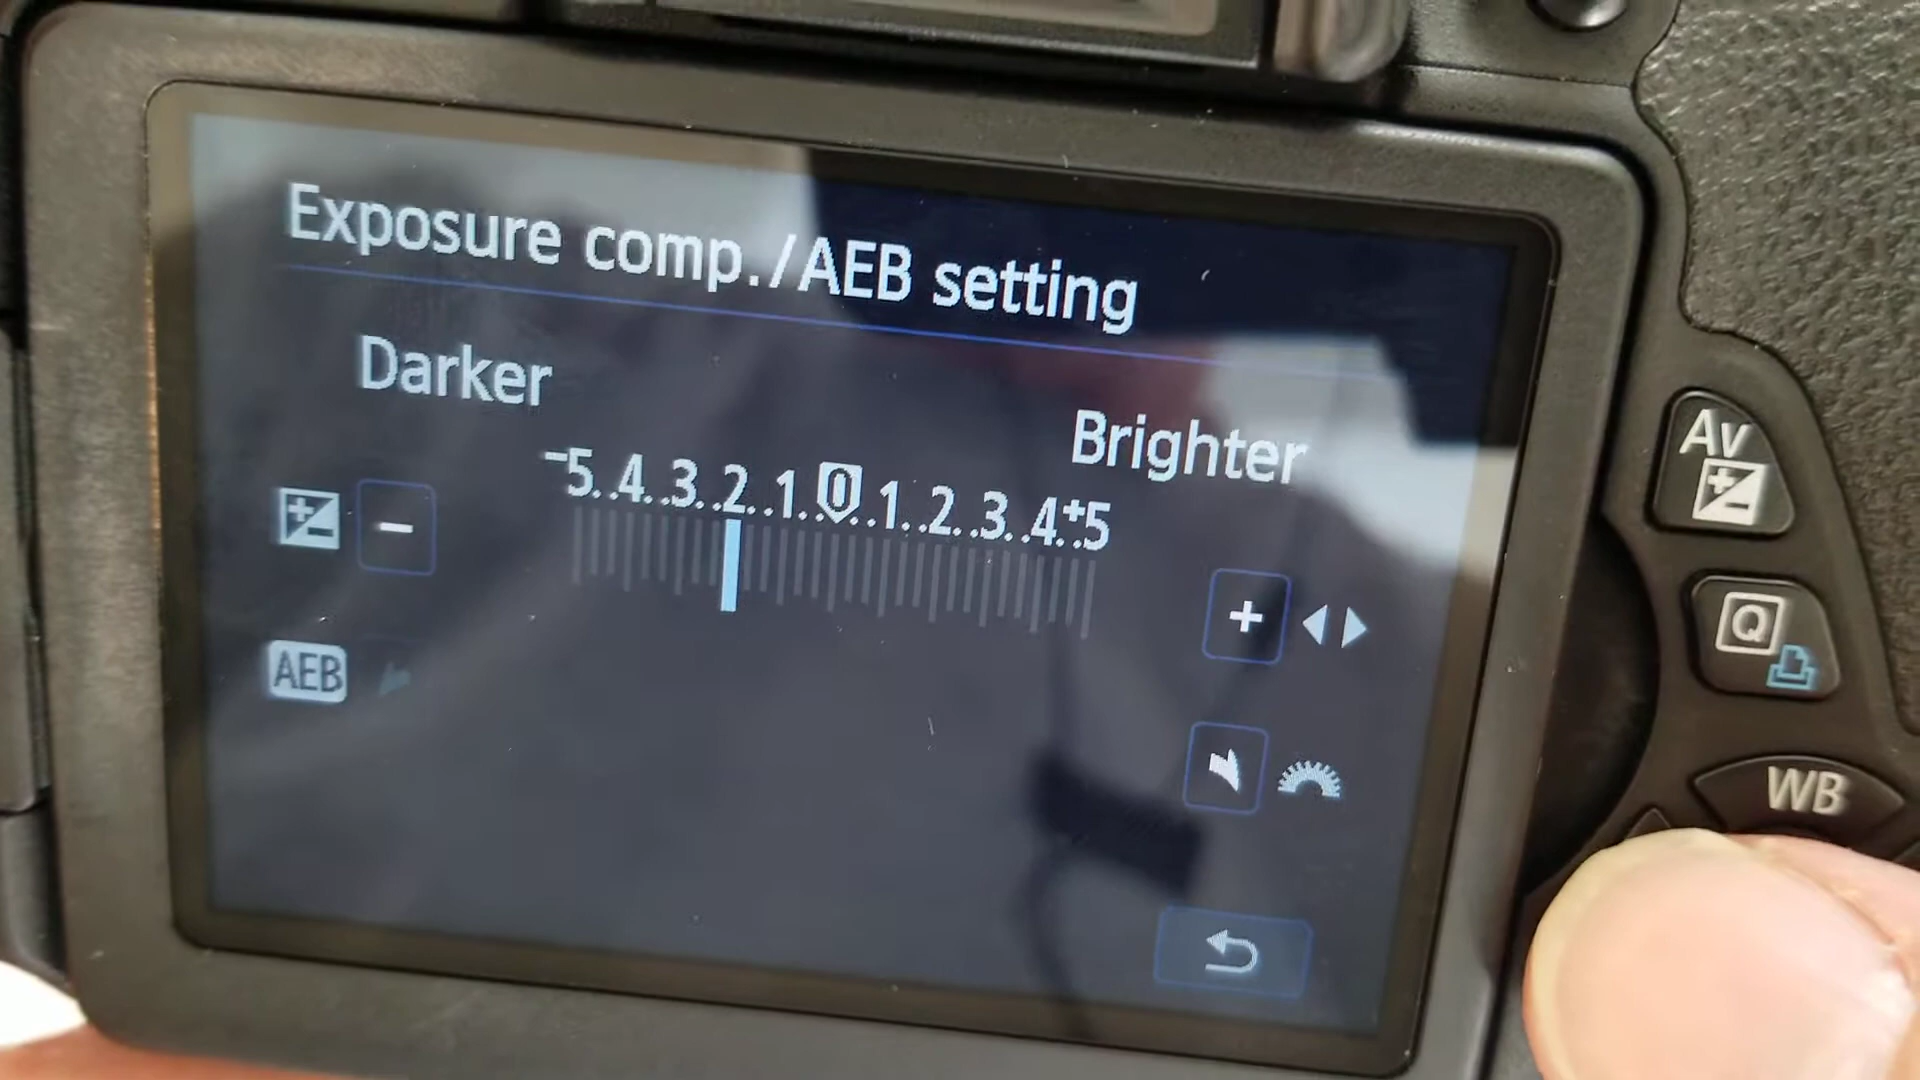 Exposure comp./AEB setting
Darker
Brighter
-5..4..3..2..1..0..1..2..3..4.+5
− 
+
AEB
Av
Q
WB